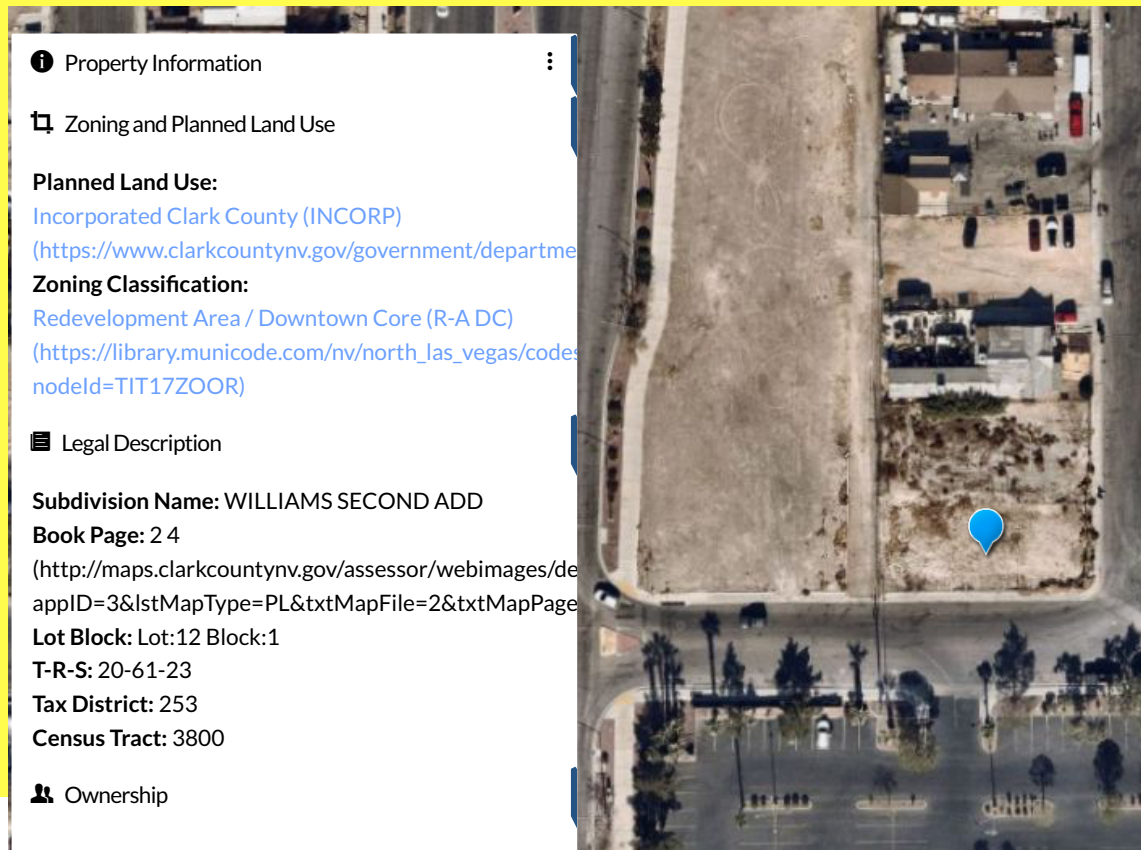 Property Information
Zoning and Planned Land Use
Planned Land Use:
Incorporated Clark County (INCORP)
(https://www.clarkcountynv.gov/government/departme
Zoning Classification:
Redevelopment Area / Downtown Core (R-A DC)
(https://library.municode.com/nv/north_las_vegas/codes
nodeId=TIT17ZOOR)
Legal Description
Subdivision Name: WILLIAMS SECOND ADD
Book Page: 2 4
(http://maps.clarkcountynv.gov/assessor/webimages/de
appID=3&lstMapType=PL&txtMapFile=2&txtMapPage
Lot Block: Lot:12 Block:1
T-R-S: 20-61-23
Tax District: 253
Census Tract: 3800
Ownership